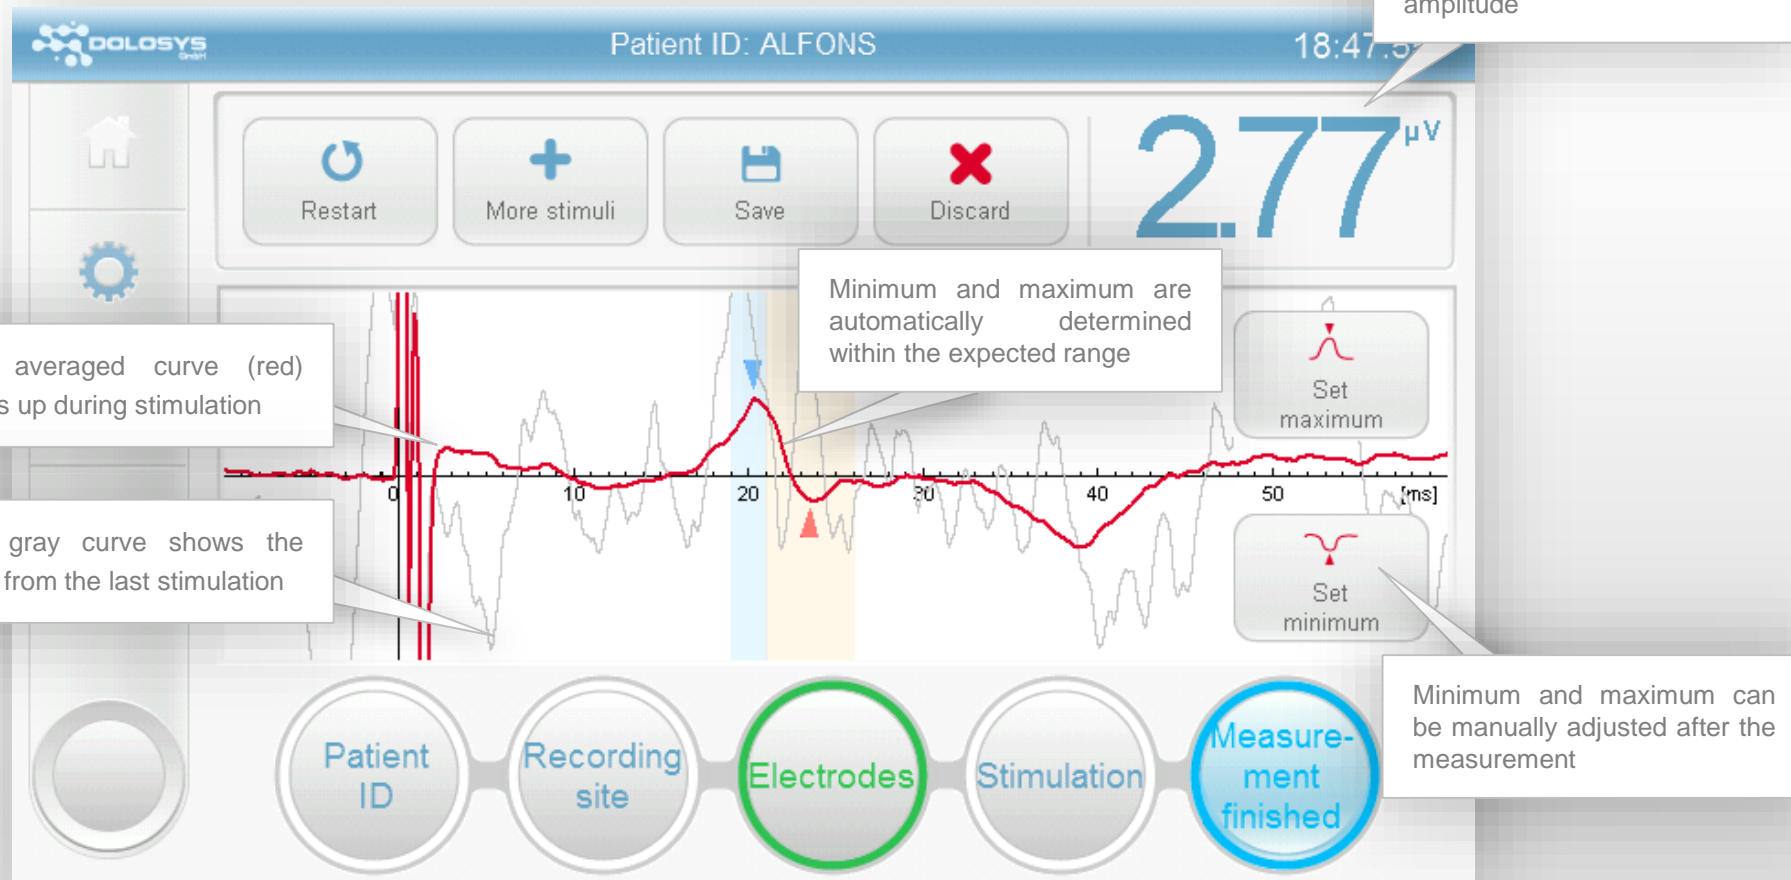 amplitude
DOLOSYS
GmbH
Patient ID: ALFONS
18:47:5
2.77 µV
Restart
More stimuli
Save
Discard
Minimum and maximum are
automatically determined
within the expected range
averaged curve (red)
s up during stimulation
Set
maximum
0 10 20 30 40 50 [ms]
gray curve shows the
from the last stimulation
Set
minimum
Minimum and maximum can
be manually adjusted after the
measurement
Patient
ID
Recording
site
Electrodes
Stimulation
Measure-
ment
finished